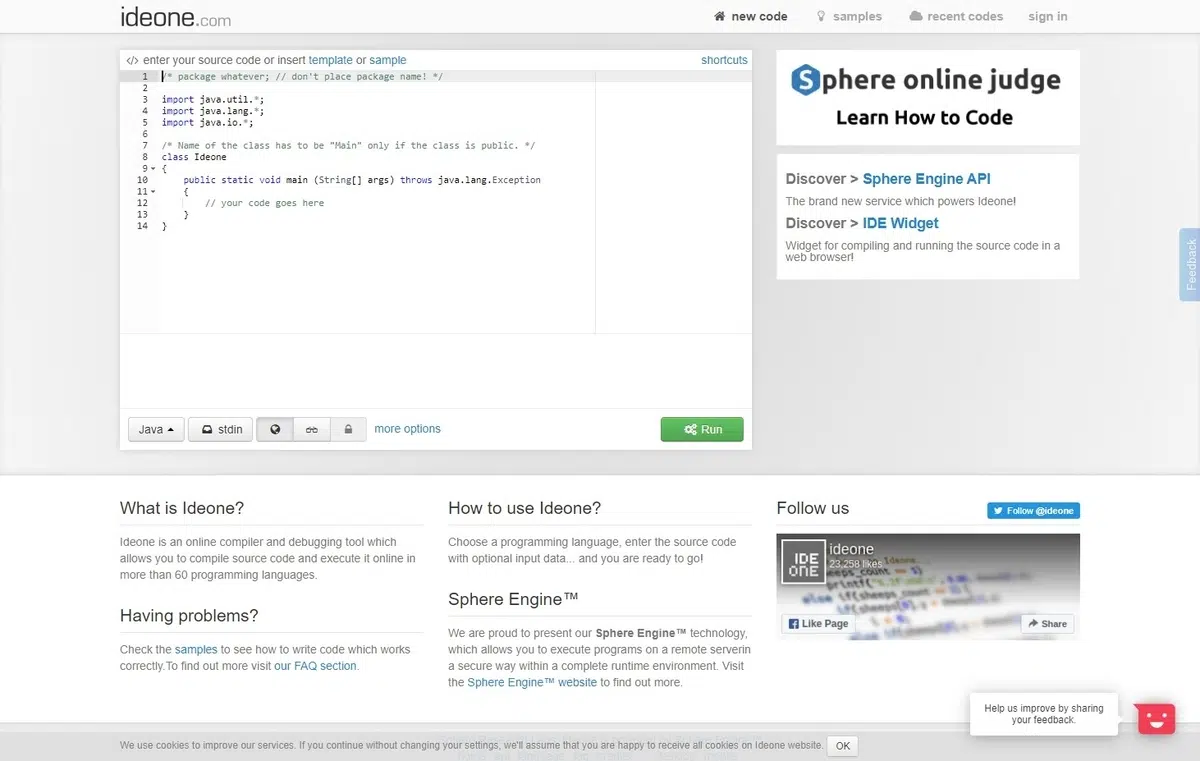 ideone.com
new code
samples
recent codes
sign in
</> enter your source code or insert template or sample
shortcuts
1 /* package whatever; // don't place package name! */
2
3 import java.util.*;
4 import java.lang.*;
5 import java.io.*;
6
7 /* Name of the class has to be "Main" only if the class is public. */
8 class Ideone
9 {
10 public static void main (String[] args) throws java.lang.Exception
11 {
12 // your code goes here
13 }
14 }
Java
stdin
more options
Run
Sphere online judge
Learn How to Code
Discover > Sphere Engine API
The brand new service which powers Ideone!
Discover > IDE Widget
Widget for compiling and running the source code in a
web browser!
Feedback
What is Ideone?
Ideone is an online compiler and debugging tool which
allows you to compile source code and execute it online in
more than 60 programming languages.
Having problems?
Check the samples to see how to write code which works
correctly.To find out more visit our FAQ section.
How to use Ideone?
Choose a programming language, enter the source code
with optional input data... and you are ready to go!
Sphere Engine™
We are proud to present our Sphere Engine™ technology,
which allows you to execute programs on a remote serverin
a secure way within a complete runtime environment. Visit
the Sphere Engine™ website to find out more.
Follow us
Follow @ideone
IDE
ONE
ideone
23,258 likes
Like Page
Share
Help us improve by sharing
your feedback.
We use cookies to improve our services. If you continue without changing your settings, we'll assume that you are happy to receive all cookies on Ideone website.
OK